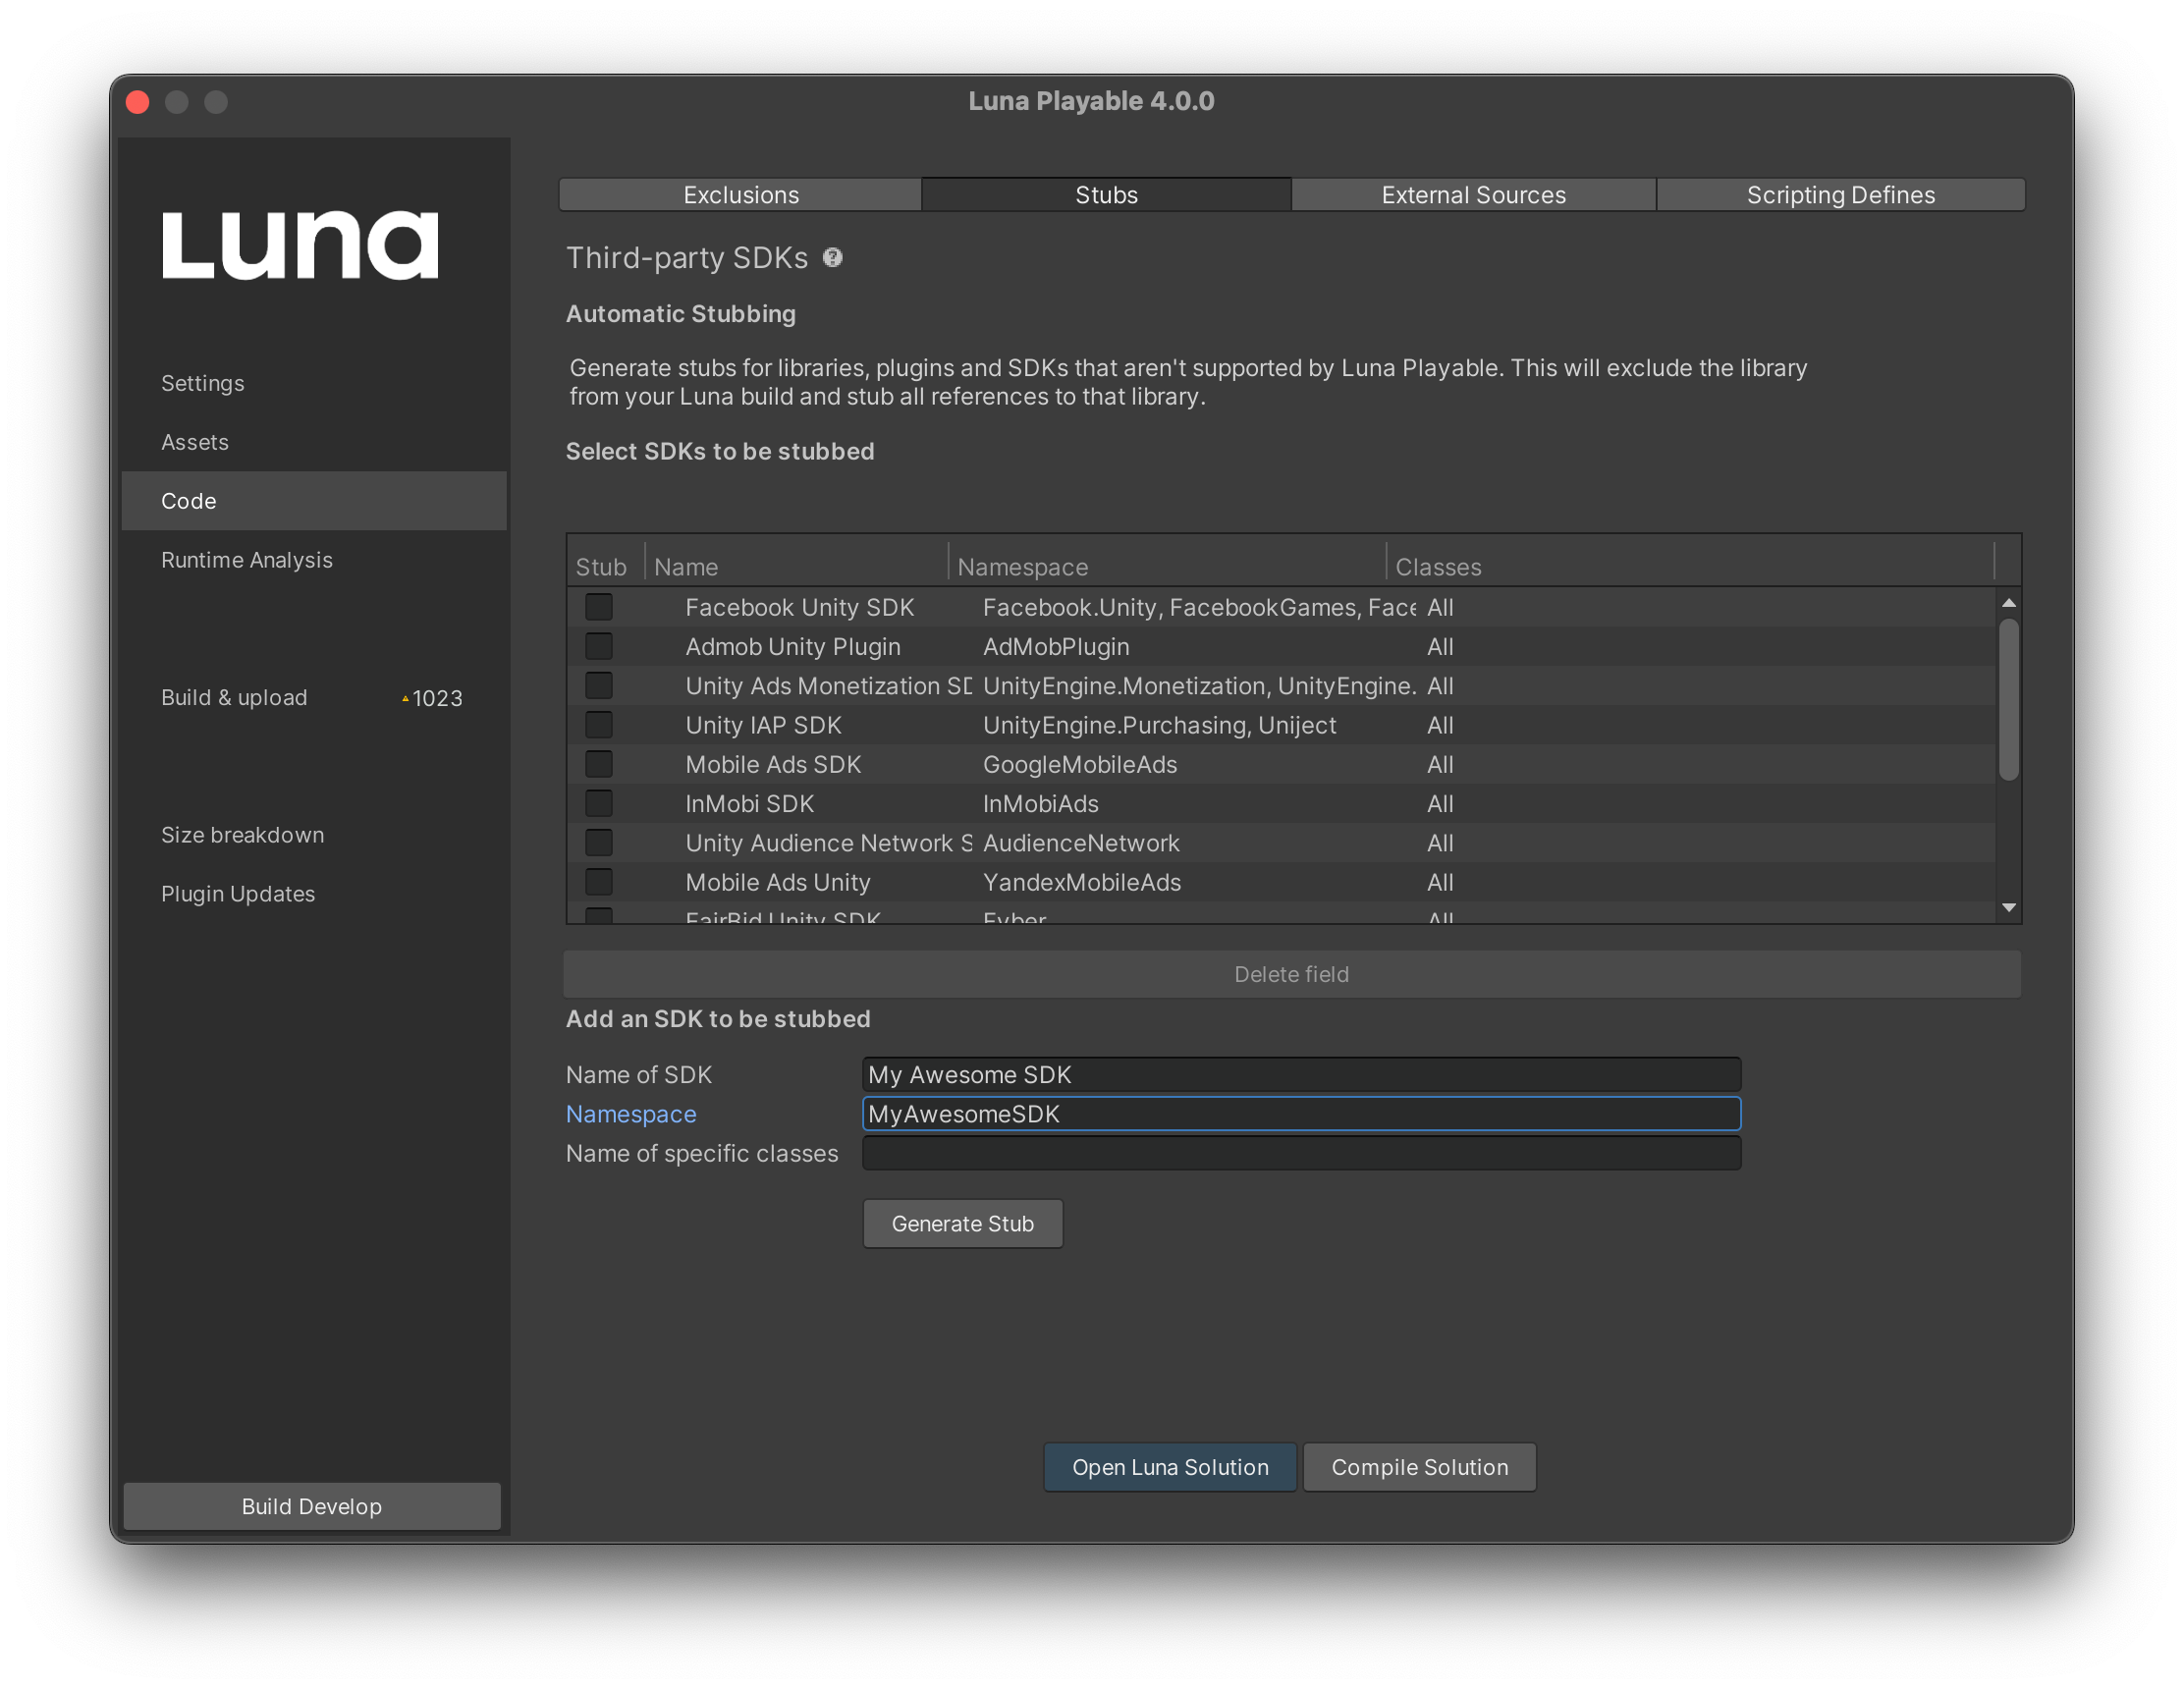 Luna Playable 4.0.0
Luna
Settings
Assets
Code
Runtime Analysis
Build & upload 1023
Size breakdown
Plugin Updates
Build Develop
Exclusions Stubs External Sources Scripting Defines
Third-party SDKs ?
Automatic Stubbing
Generate stubs for libraries, plugins and SDKs that aren't supported by Luna Playable. This will exclude the library
from your Luna build and stub all references to that library.
Select SDKs to be stubbed
Stub Name Namespace Classes
Facebook Unity SDK Facebook.Unity, FacebookGames, Face All
Admob Unity Plugin AdMobPlugin All
Unity Ads Monetization SD UnityEngine.Monetization, UnityEngine. All
Unity IAP SDK UnityEngine.Purchasing, Uniject All
Mobile Ads SDK GoogleMobileAds All
InMobi SDK InMobiAds All
Unity Audience Network S AudienceNetwork All
Mobile Ads Unity YandexMobileAds All
FairBid Unity SDK Fyber All
Delete field
Add an SDK to be stubbed
Name of SDK My Awesome SDK
Namespace MyAwesomeSDK
Name of specific classes
Generate Stub
Open Luna Solution Compile Solution